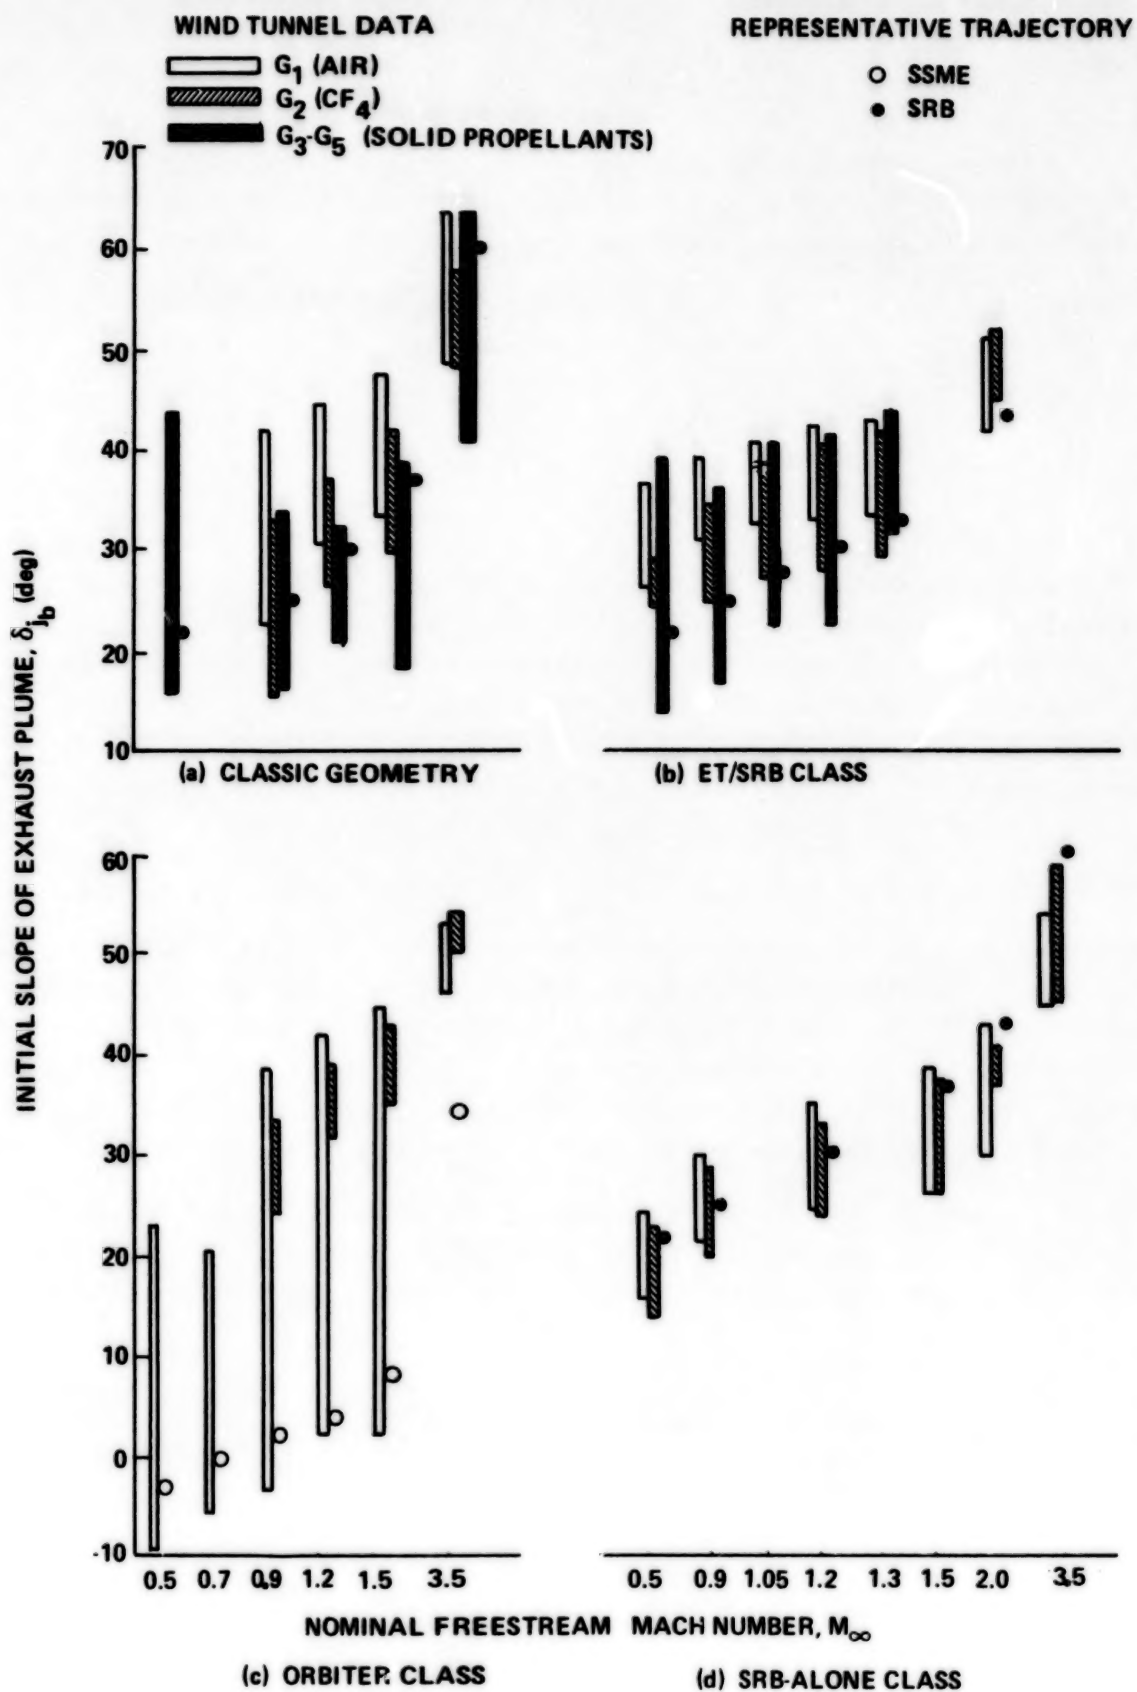 WIND TUNNEL DATA
G1 (AIR)
G2 (CF4)
G3-G5 (SOLID PROPELLANTS)
REPRESENTATIVE TRAJECTORY
SSME
SRB
INITIAL SLOPE OF EXHAUST PLUME, δjb (deg)
70
60
50
40
30
20
10
(a) CLASSIC GEOMETRY
(b) ET/SRB CLASS
60
50
40
30
20
10
0
-10
0.5 0.7 0.9 1.2 1.5 3.5
0.5 0.9 1.05 1.2 1.3 1.5 2.0 3.5
NOMINAL FREESTREAM MACH NUMBER, M∞
(c) ORBITER CLASS
(d) SRB-ALONE CLASS